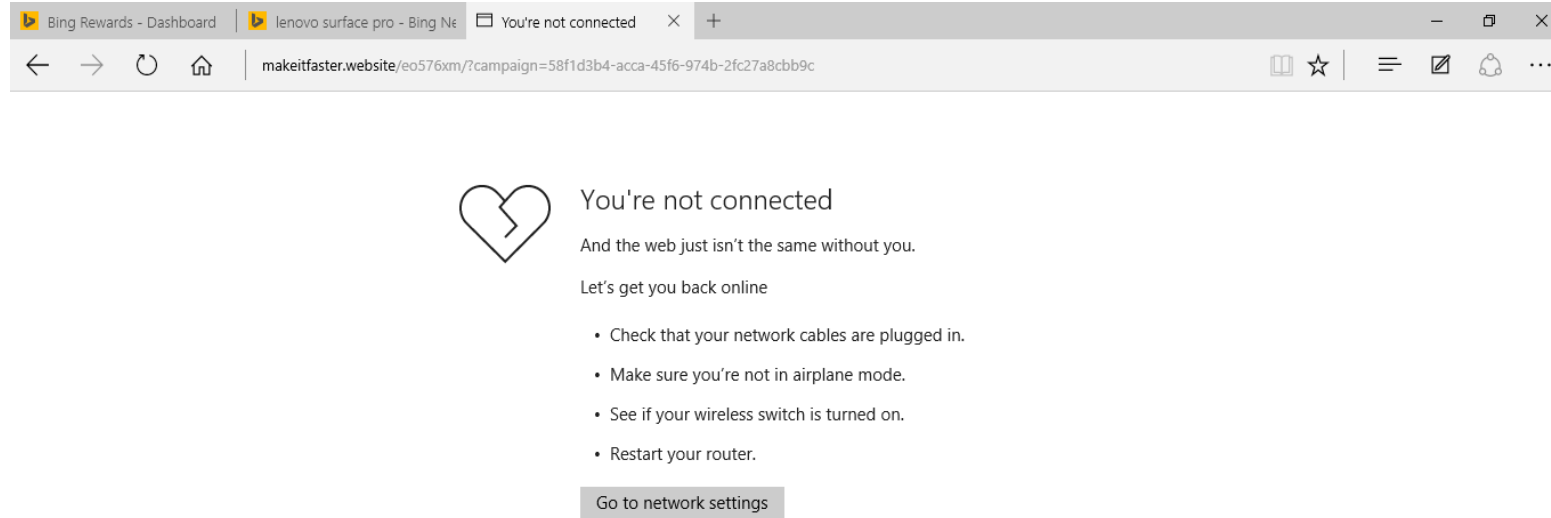 Bing Rewards - Dashboard
lenovo surface pro - Bing Ne
You're not connected
makeitfaster.website/eo576xm/?campaign=58f1d3b4-acca-45f6-974b-2fc27a8cbb9c
You're not connected
And the web just isn't the same without you.
Let's get you back online
• Check that your network cables are plugged in.
• Make sure you're not in airplane mode.
• See if your wireless switch is turned on.
• Restart your router.
Go to network settings